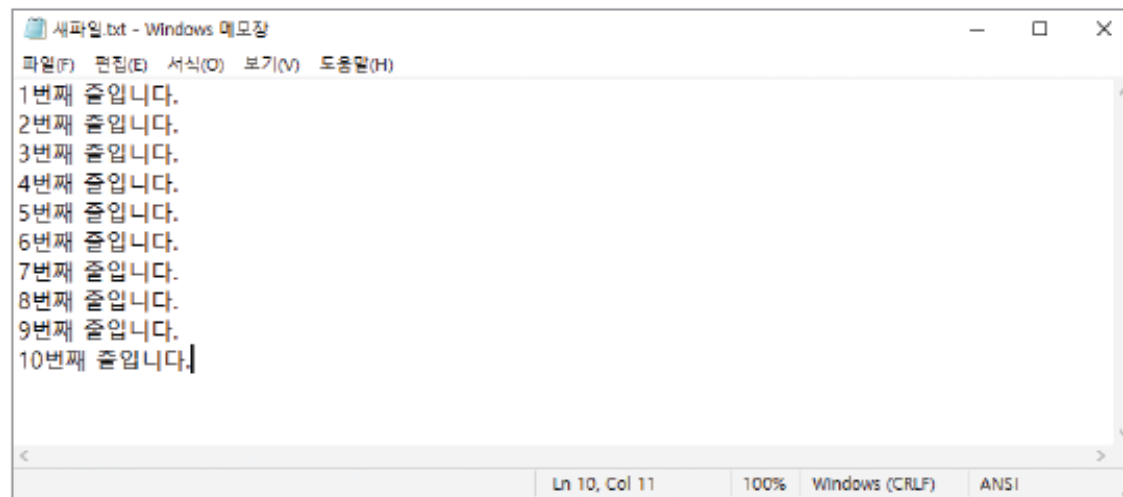 새파일.txt - Windows 메모장
파일(F) 편집(E) 서식(O) 보기(V) 도움말(H)
1번째 줄입니다.
2번째 줄입니다.
3번째 줄입니다.
4번째 줄입니다.
5번째 줄입니다.
6번째 줄입니다.
7번째 줄입니다.
8번째 줄입니다.
9번째 줄입니다.
10번째 줄입니다.
Ln 10, Col 11 100% Windows (CRLF) ANSI